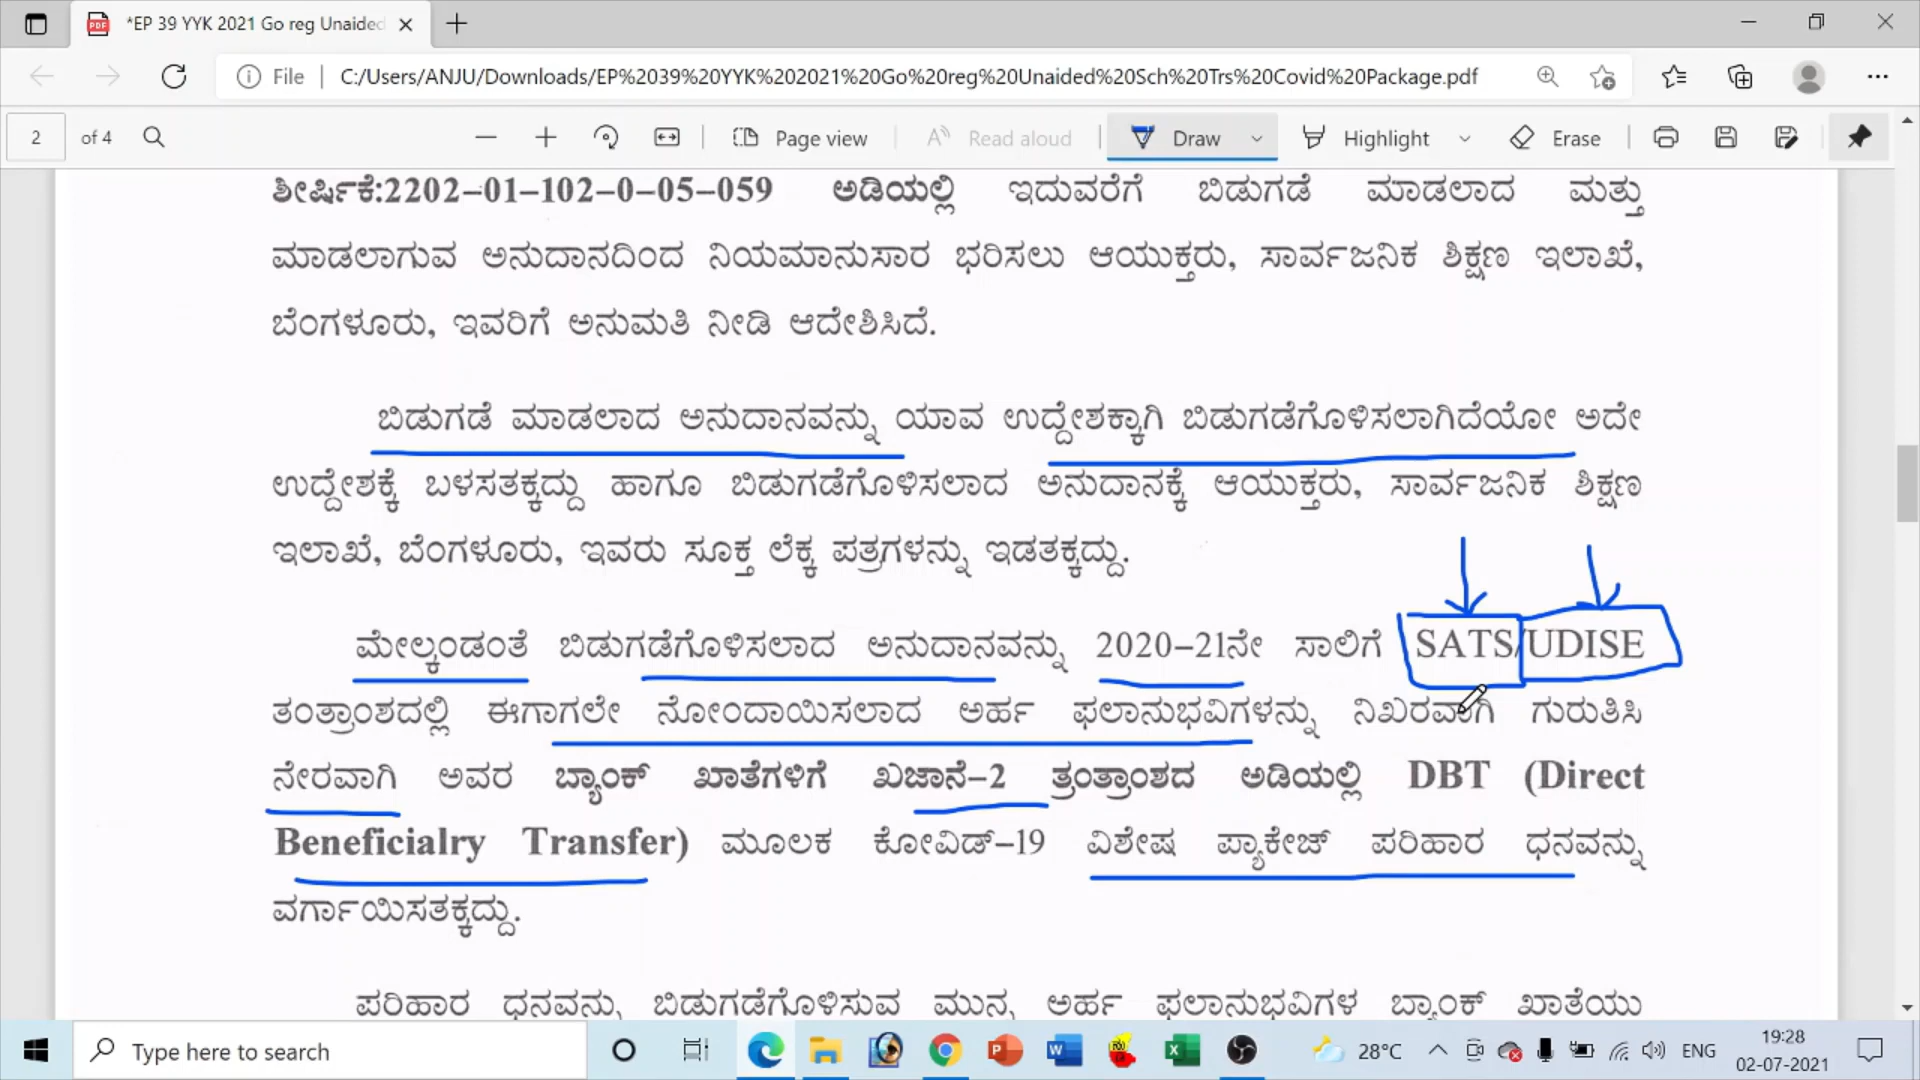 *EP 39 YYK 2021 Go reg Unaided
File
C:/Users/ANJU/Downloads/EP%2039%20YYK%202021%20Go%20reg%20Unaided%20Sch%20Trs%20Covid%20Package.pdf
2 of 4
Page view
Read aloud
Draw
Highlight
Erase
ಶೀರ್ಷಿಕೆ:2202-01-102-0-05-059 ಅಡಿಯಲ್ಲಿ ಇದುವರೆಗೆ ಬಿಡುಗಡೆ ಮಾಡಲಾದ ಮತ್ತು
ಮಾಡಲಾಗುವ ಅನುದಾನದಿಂದ ನಿಯಮಾನುಸಾರ ಭರಿಸಲು ಆಯುಕ್ತರು, ಸಾರ್ವಜನಿಕ ಶಿಕ್ಷಣ ಇಲಾಖೆ,
ಬೆಂಗಳೂರು, ಇವರಿಗೆ ಅನುಮತಿ ನೀಡಿ ಆದೇಶಿಸಿದೆ.
ಬಿಡುಗಡೆ ಮಾಡಲಾದ ಅನುದಾನವನ್ನು ಯಾವ ಉದ್ದೇಶಕ್ಕಾಗಿ ಬಿಡುಗಡೆಗೊಳಿಸಲಾಗಿದೆಯೋ ಅದೇ
ಉದ್ದೇಶಕ್ಕೆ ಬಳಸತಕ್ಕದ್ದು ಹಾಗೂ ಬಿಡುಗಡೆಗೊಳಿಸಲಾದ ಅನುದಾನಕ್ಕೆ ಆಯುಕ್ತರು, ಸಾರ್ವಜನಿಕ ಶಿಕ್ಷಣ
ಇಲಾಖೆ, ಬೆಂಗಳೂರು, ಇವರು ಸೂಕ್ತ ಲೆಕ್ಕ ಪತ್ರಗಳನ್ನು ಇಡತಕ್ಕದ್ದು.
ಮೇಲ್ಕಂಡಂತೆ ಬಿಡುಗಡೆಗೊಳಿಸಲಾದ ಅನುದಾನವನ್ನು 2020-21ನೇ ಸಾಲಿಗೆ SATS/UDISE
ತಂತ್ರಾಂಶದಲ್ಲಿ ಈಗಾಗಲೇ ನೋಂದಾಯಿಸಲಾದ ಅರ್ಹ ಫಲಾನುಭವಿಗಳನ್ನು ನಿಖರವಾಗಿ ಗುರುತಿಸಿ
ನೇರವಾಗಿ ಅವರ ಬ್ಯಾಂಕ್ ಖಾತೆಗಳಿಗೆ ಖಜಾನೆ-2 ತ್ರಂತ್ರಾಂಶದ ಅಡಿಯಲ್ಲಿ DBT (Direct
Beneficialry Transfer) ಮೂಲಕ ಕೋವಿಡ್-19 ವಿಶೇಷ ಪ್ಯಾಕೇಜ್ ಪರಿಹಾರ ಧನವನ್ನು
ವರ್ಗಾಯಿಸತಕ್ಕದ್ದು.
ಪರಿಹಾರ ಧನವನ್ನು ಬಿಡುಗಡೆಗೊಳಿಸುವ ಮುನ್ನ ಅರ್ಹ ಫಲಾನುಭವಿಗಳ ಬ್ಯಾಂಕ್ ಖಾತೆಯು
Type here to search
28°C
ENG
19:28
02-07-2021